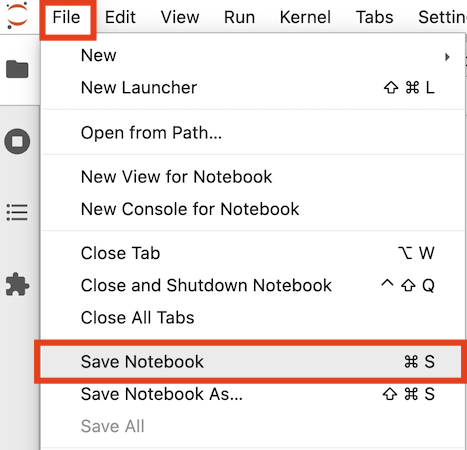 File Edit View Run Kernel Tabs Settin
New
New Launcher ⇧ ⌘ L
Open from Path...
New View for Notebook
New Console for Notebook
Close Tab ⌥ W
Close and Shutdown Notebook ^ ⇧ Q
Close All Tabs
Save Notebook ⌘ S
Save Notebook As... ⇧ ⌘ S
Save All